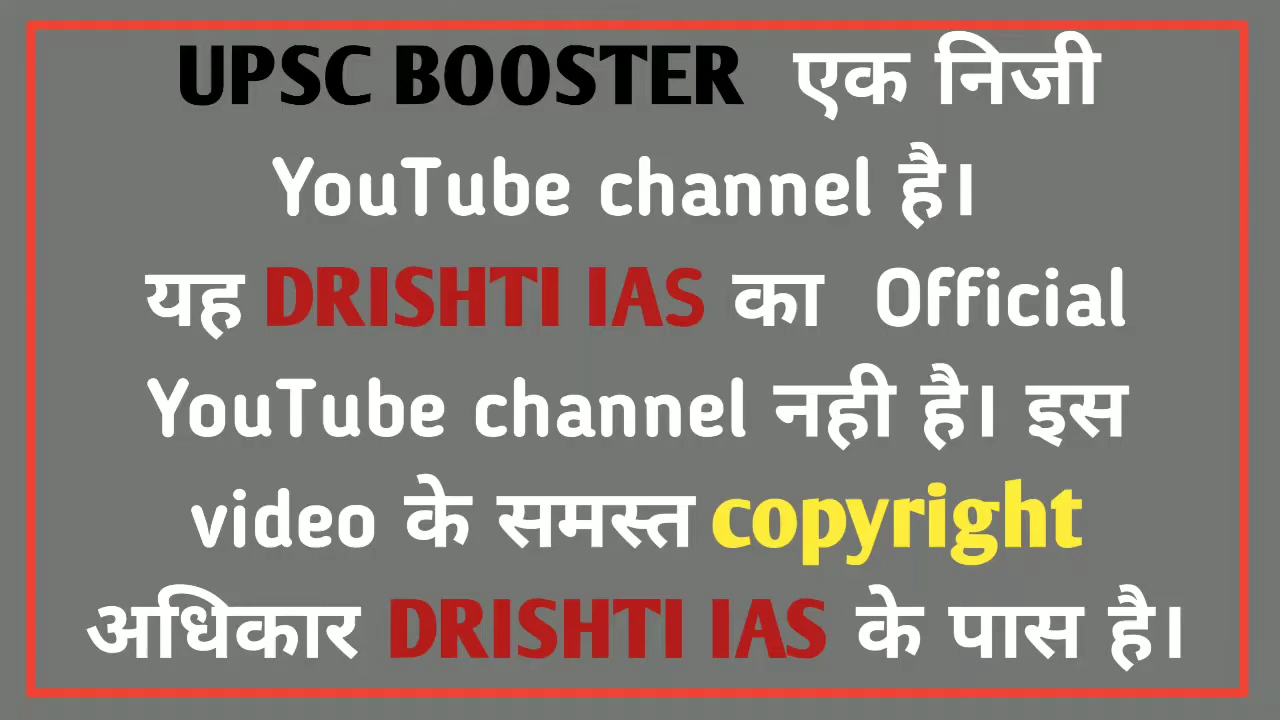 UPSC BOOSTER एक निजी
YouTube channel है।
यह DRISHTI IAS का Official
YouTube channel नही है। इस
video के समस्त copyright
अधिकार DRISHTI IAS के पास है।